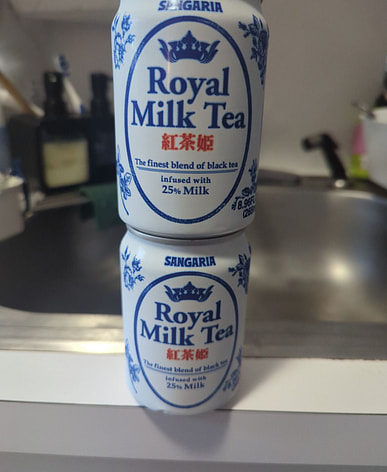 SANGARIA
Royal
Milk Tea
紅茶姫
The finest blend of black tea
infused with
25% Milk
SANGARIA
Royal
Milk Tea
紅茶姫
The finest blend of black tea
infused with
25% Milk